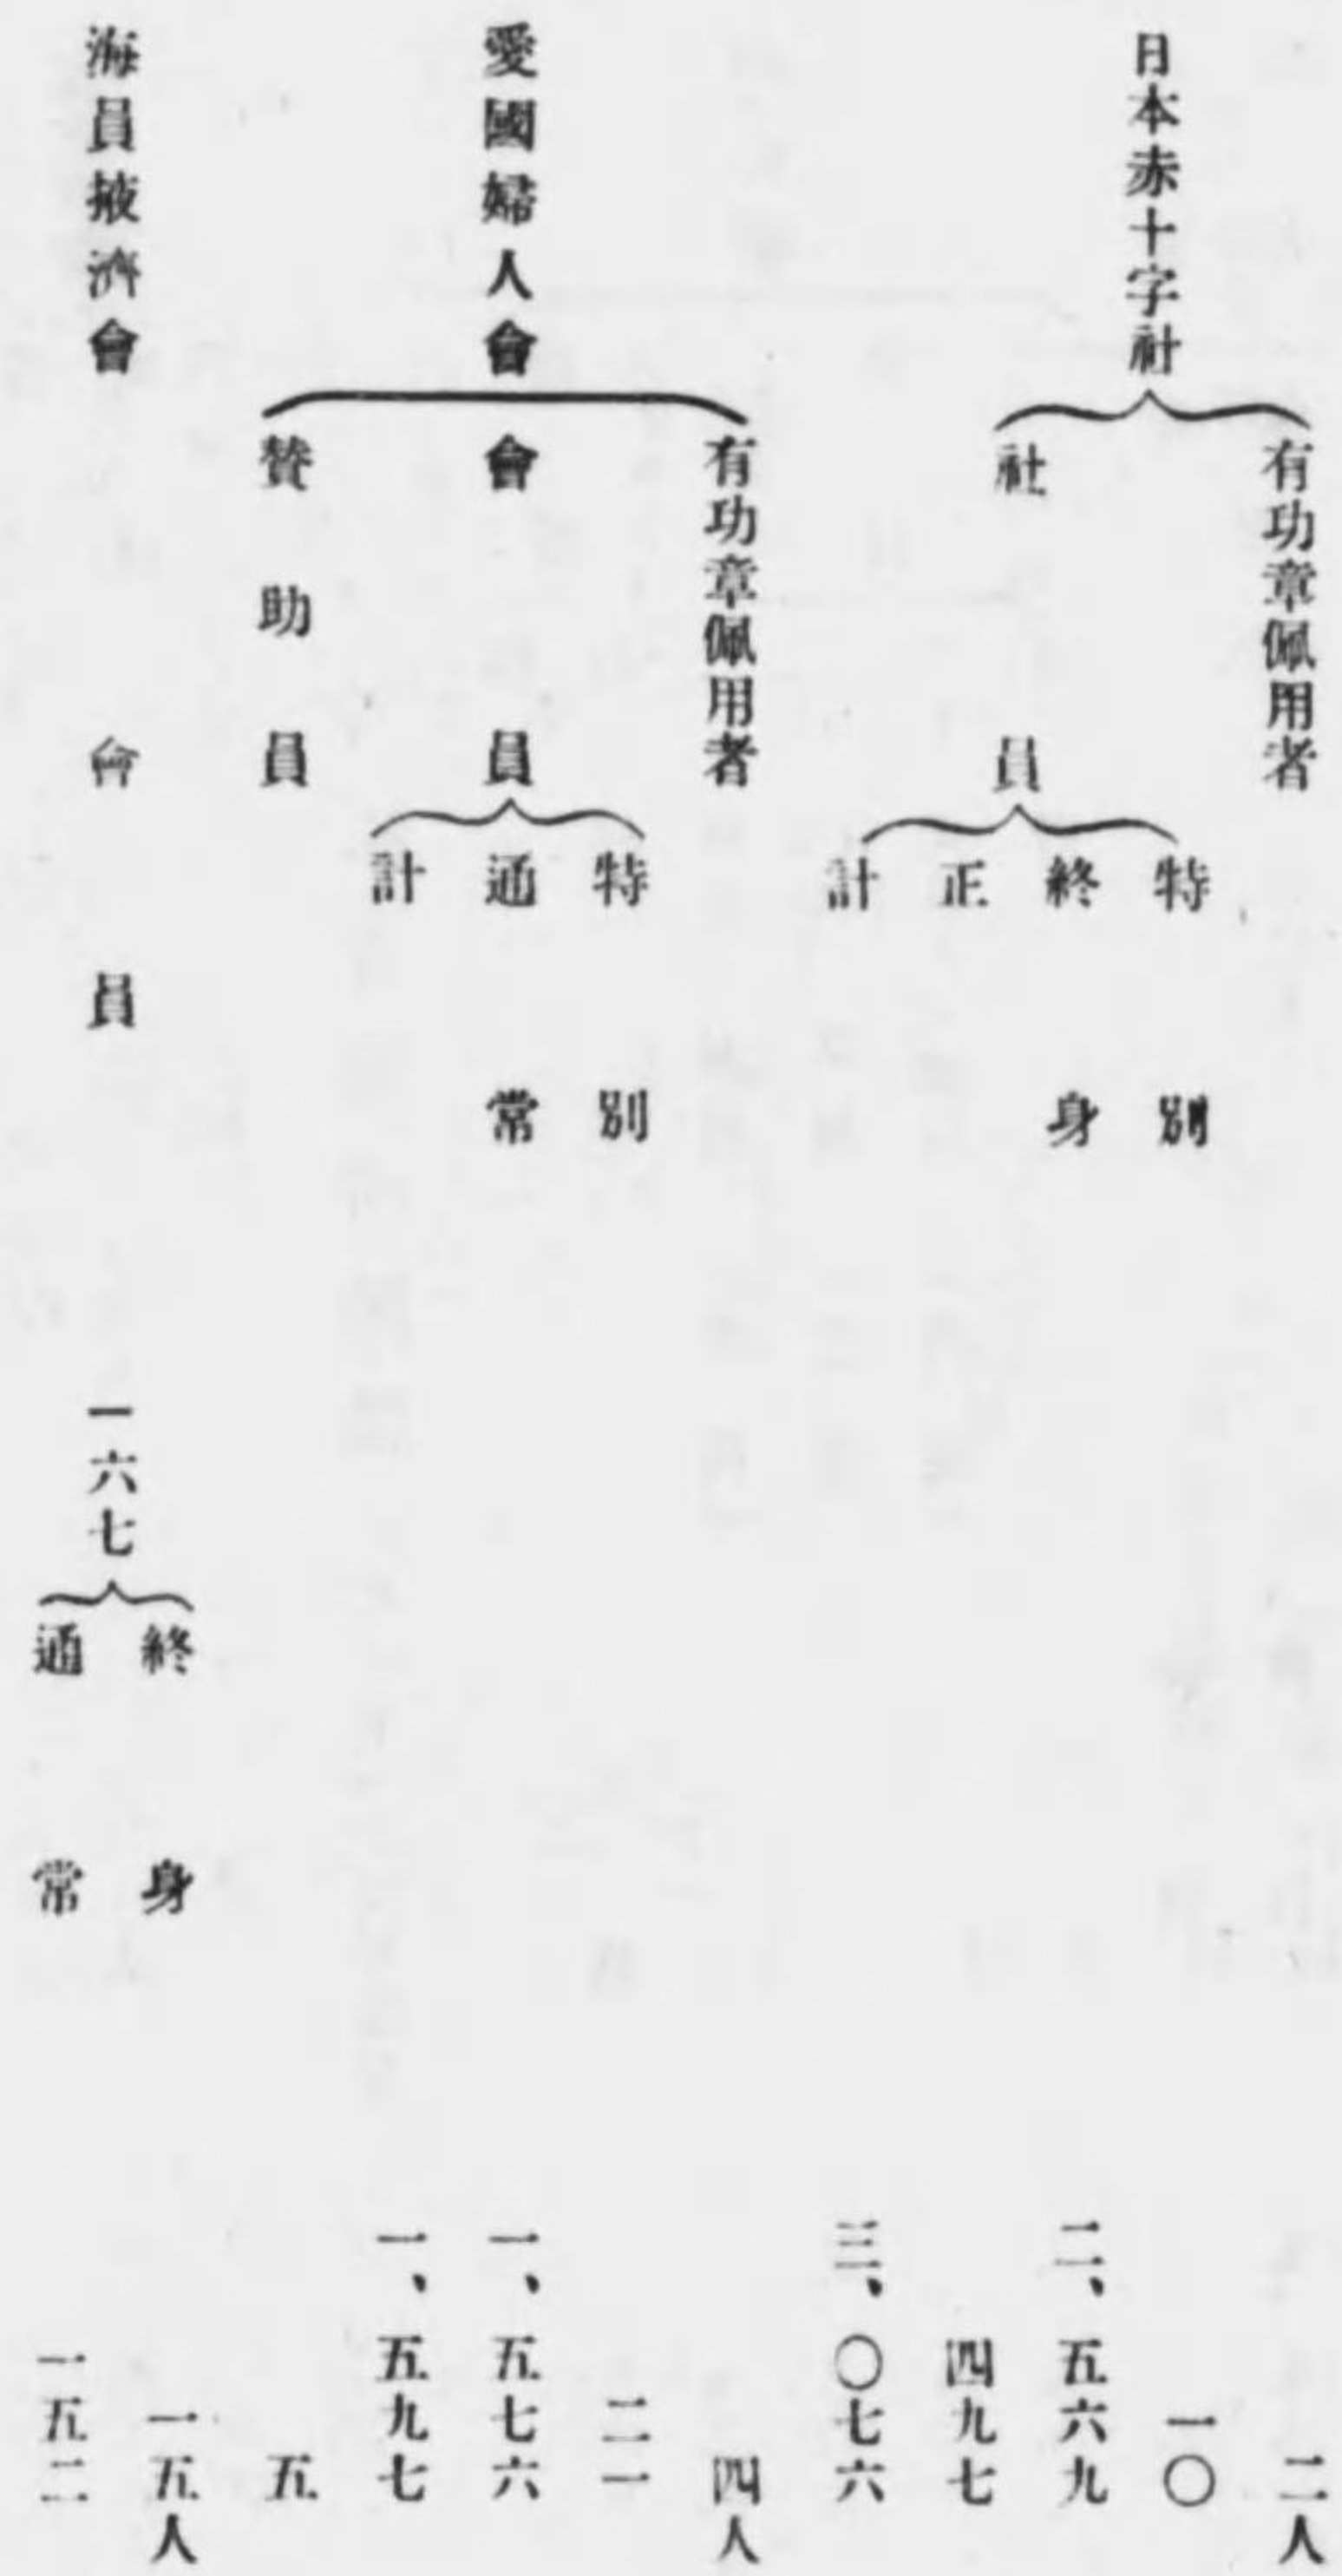 日本赤十字社
有功章佩用者 二人
社員
特別 一〇
終身 二、五六九
正 四九七
計 三、〇七六
愛國婦人會
有功章佩用者 四人
會員
特別 二一
通常 一、五七六
計 一、五九七
賛助員 五
海員掖濟會
會員 一六七
終身 一五人
通常 一五二